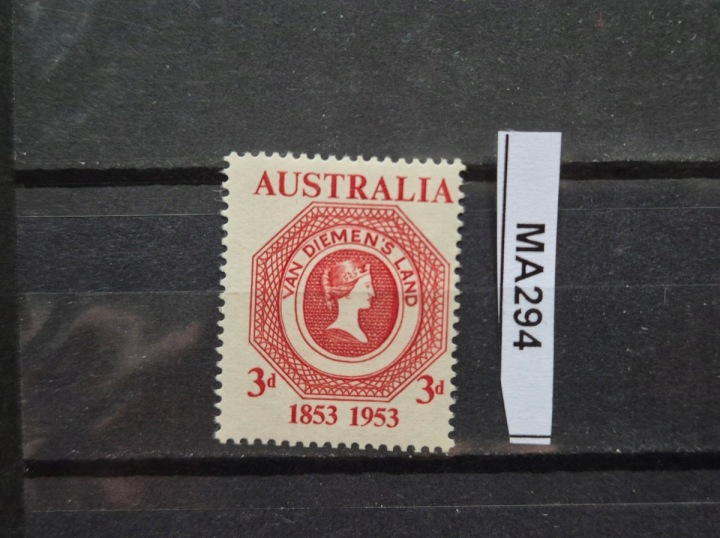 AUSTRALIA
VAN DIEMEN'S LAND
3d 3d
1853 1953
MA294